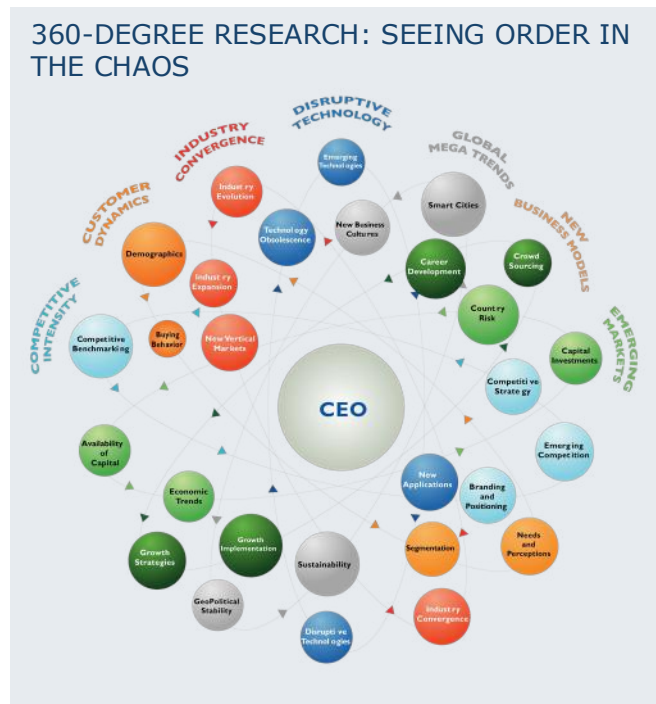 360-DEGREE RESEARCH: SEEING ORDER IN
THE CHAOS
DISRUPTIVE
TECHNOLOGY
INDUSTRY
CONVERGENCE
GLOBAL
MEGA TRENDS
CUSTOMER
DYNAMICS
NEW
BUSINESS MODELS
COMPETITIVE
INTENSITY
EMERGING
MARKETS
Emerging
Technologies
Industry
Evolution
Smart Cities
Technology
Obsolescence
New Business
Cultures
Demographics
Career
Development
Crowd
Sourcing
Industry
Expansion
Country
Risk
Competitive
Benchmarking
Buying
Behavior
New Vertical
Markets
Capital
Investments
Competitive
Strategy
CEO
Availability
of
Capital
Emerging
Competition
New
Applications
Branding
and
Positioning
Economic
Trends
Growth
Strategies
Growth
Implementation
Sustainability
Segmentation
Needs
and
Perceptions
GeoPolitical
Stability
Industry
Convergence
Disruptive
Technologies